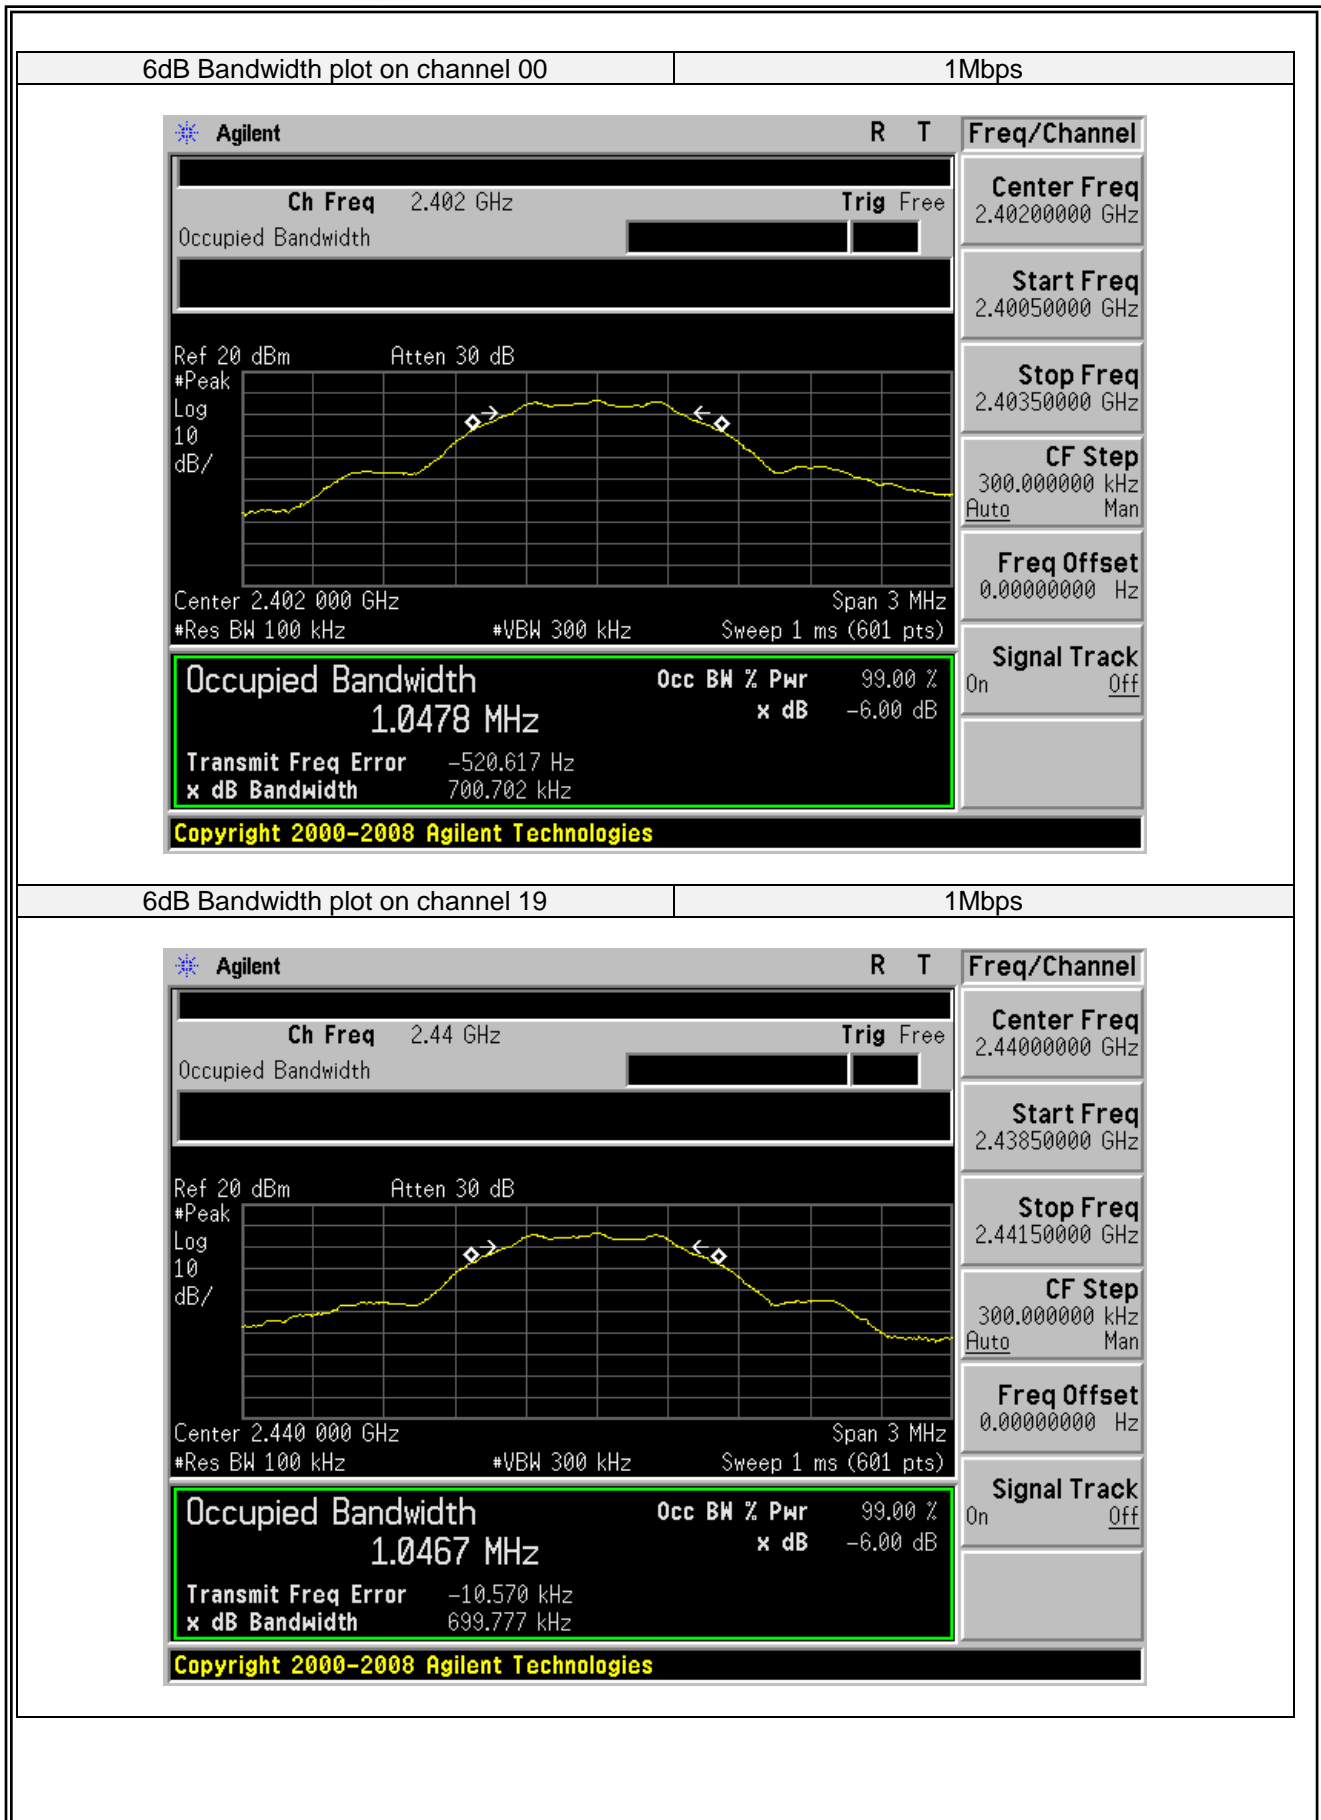 6dB Bandwidth plot on channel 00 1Mbps
Agilent R T Freq/Channel
Ch Freq 2.402 GHz Trig Free
Occupied Bandwidth
Center Freq
2.40200000 GHz
Start Freq
2.40050000 GHz
Stop Freq
2.40350000 GHz
CF Step
300.000000 kHz
Auto Man
Freq Offset
0.00000000 Hz
Signal Track
On Off
Ref 20 dBm Atten 30 dB
#Peak
Log
10
dB/
Center 2.402 000 GHz Span 3 MHz
#Res BW 100 kHz #VBW 300 kHz Sweep 1 ms (601 pts)
Occupied Bandwidth Occ BW % Pwr 99.00 %
1.0478 MHz x dB -6.00 dB
Transmit Freq Error -520.617 Hz
x dB Bandwidth 700.702 kHz
Copyright 2000-2008 Agilent Technologies
6dB Bandwidth plot on channel 19 1Mbps
Agilent R T Freq/Channel
Ch Freq 2.44 GHz Trig Free
Occupied Bandwidth
Center Freq
2.44000000 GHz
Start Freq
2.43850000 GHz
Stop Freq
2.44150000 GHz
CF Step
300.000000 kHz
Auto Man
Freq Offset
0.00000000 Hz
Signal Track
On Off
Ref 20 dBm Atten 30 dB
#Peak
Log
10
dB/
Center 2.440 000 GHz Span 3 MHz
#Res BW 100 kHz #VBW 300 kHz Sweep 1 ms (601 pts)
Occupied Bandwidth Occ BW % Pwr 99.00 %
1.0467 MHz x dB -6.00 dB
Transmit Freq Error -10.570 kHz
x dB Bandwidth 699.777 kHz
Copyright 2000-2008 Agilent Technologies